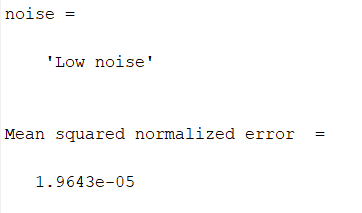 noise =
'Low noise'
Mean squared normalized error  =
1.9643e-05